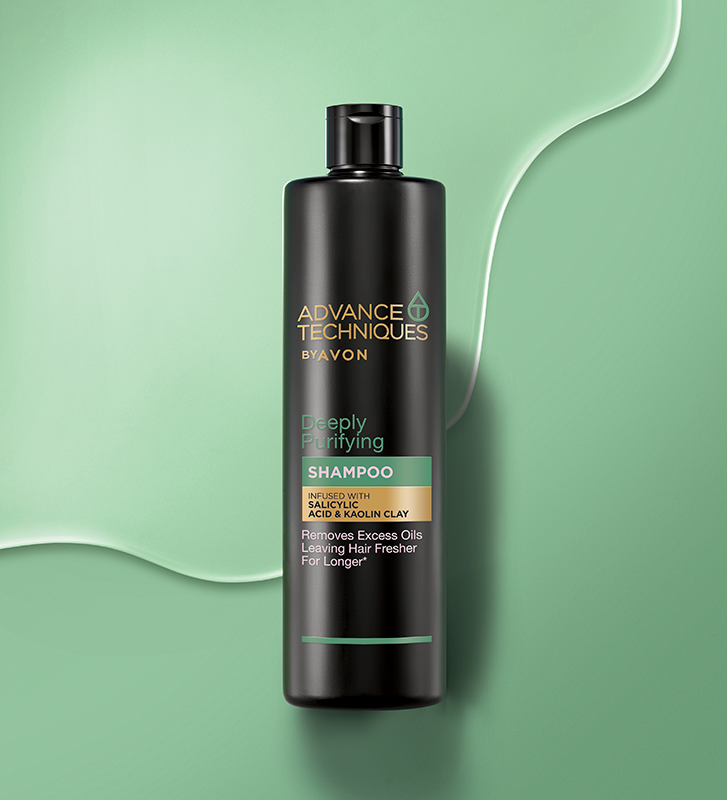 ADVANCE
TECHNIQUES
BY AVON
Deeply
Purifying
SHAMPOO
INFUSED WITH
SALICYLIC
ACID & KAOLIN CLAY
Removes Excess Oils
Leaving Hair Fresher
For Longer*